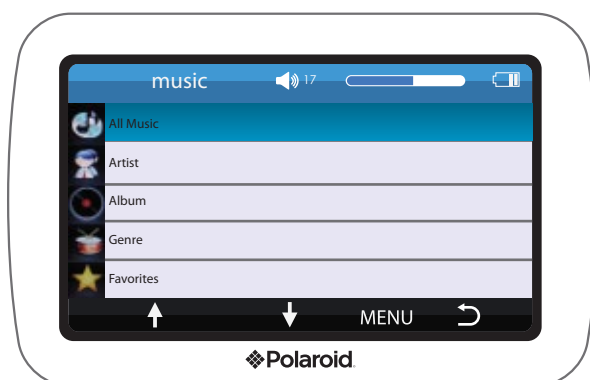 music 17
All Music
Artist
Album
Genre
Favorites
MENU
Polaroid